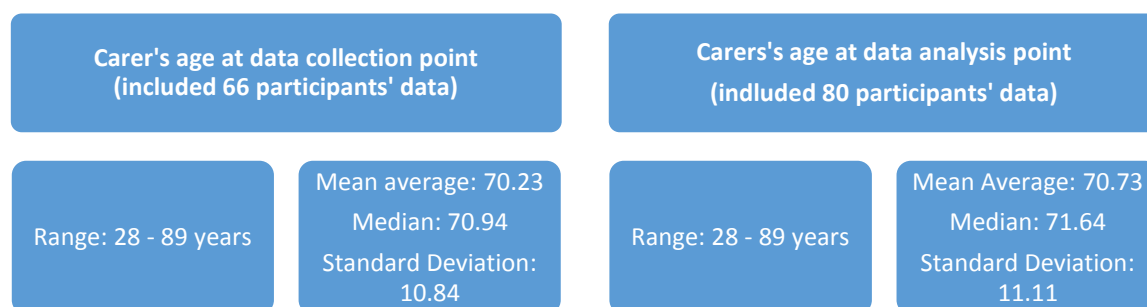 Carer's age at data collection point
(included 66 participants' data)
Range: 28 - 89 years
Mean average: 70.23
Median: 70.94
Standard Deviation:
10.84
Carers's age at data analysis point
(indluded 80 participants' data)
Range: 28 - 89 years
Mean Average: 70.73
Median: 71.64
Standard Deviation:
11.11